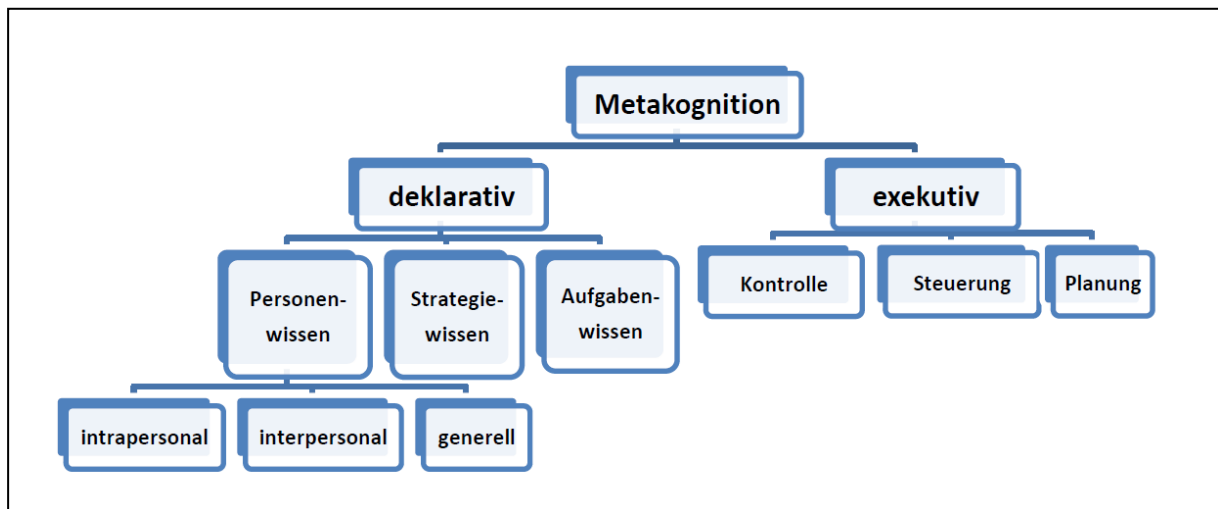 Metakognition
deklarativ
exekutiv
Personen-
wissen
Strategie-
wissen
Aufgaben-
wissen
Kontrolle
Steuerung
Planung
intrapersonal
interpersonal
generell